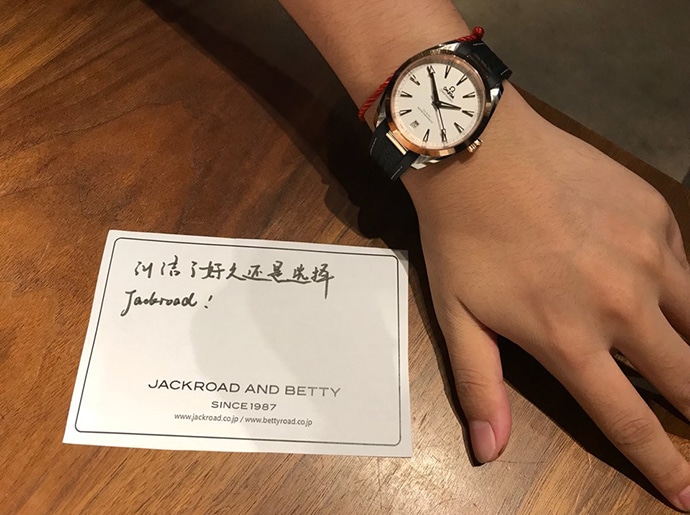 OMEGA
纠结了好久还是选择
Jackroad!
JACKROAD AND BETTY
SINCE 1987
www.jackroad.co.jp / www.bettyroad.co.jp